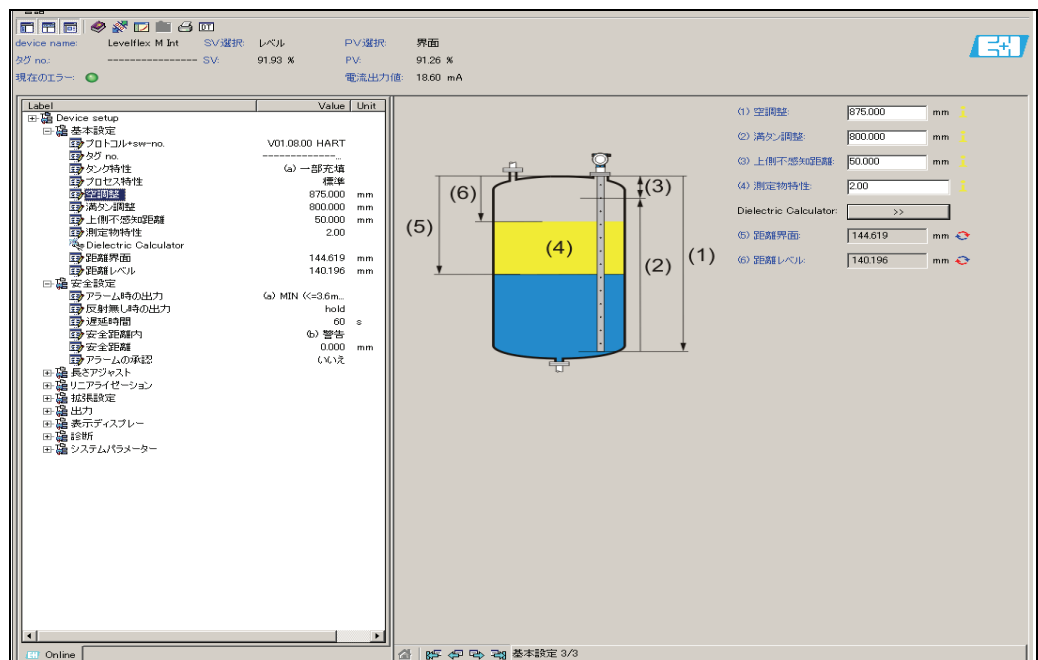 DT
device name: Levelflex M Int SV選択: レベル PV選択: 界面
タグ no.: ---------------- SV: 91.93 % PV: 91.26 %
現在のエラー: 電流出力値: 18.60 mA
E+H
Label Value Unit
Device setup
基本設定
プロトコル+sw-no. V01.08.00 HART
タグ no. -------------...
タンク特性 (a) 一部充填
プロセス特性 標準
空調整 875.000 mm
満タン調整 800.000 mm
上側不感知距離 50.000 mm
測定物特性 2.00
Dielectric Calculator
距離界面 144.619 mm
距離レベル 140.196 mm
安全設定
アラーム時の出力 (a) MIN (<=3.6m...
反射無し時の出力 hold
遅延時間 60 s
安全距離内 (b) 警告
安全距離 0.000 mm
アラームの承認 いいえ
長さアジャスト
リニアライゼーション
拡張設定
出力
表示ディスプレー
診断
システムパラメーター
Online
(6)
(5)
(4)
(3)
(2)
(1)
(1) 空調整: 875.000 mm
(2) 満タン調整: 800.000 mm
(3) 上側不感知距離: 50.000 mm
(4) 測定物特性: 2.00
Dielectric Calculator: >>
(5) 距離界面: 144.619 mm
(6) 距離レベル: 140.196 mm
基本設定 3/3